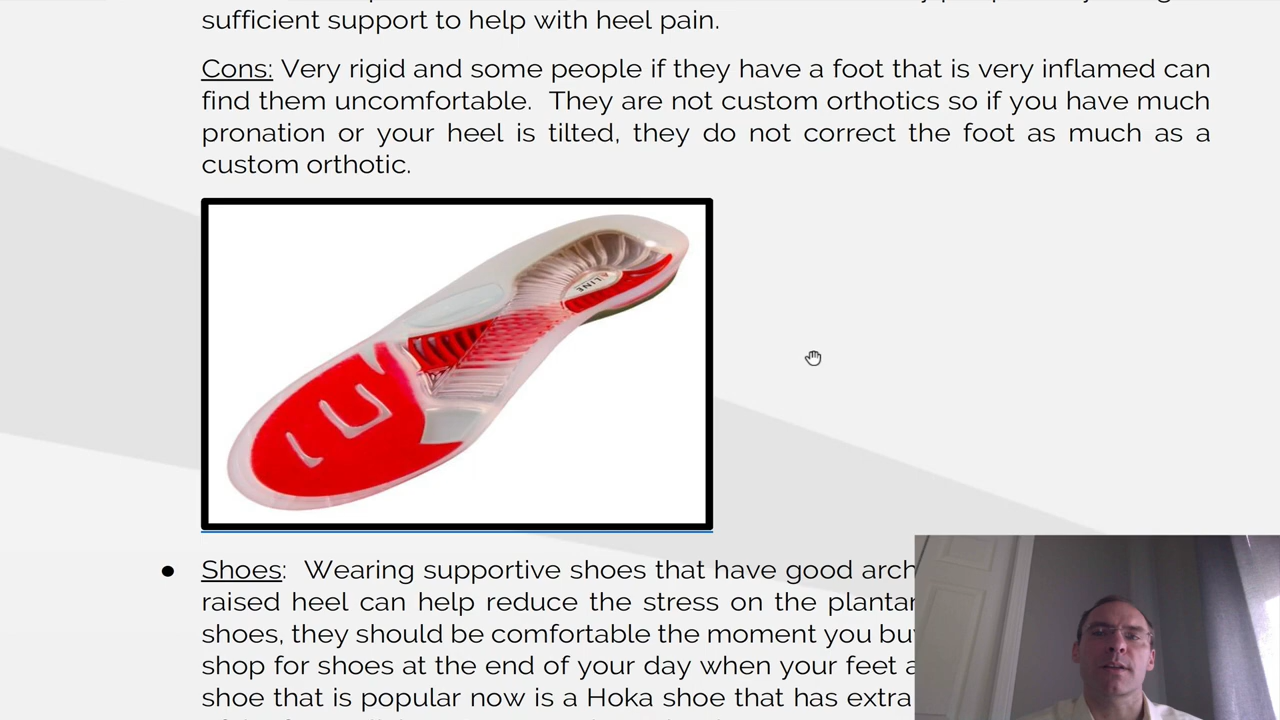 sufficient support to help with heel pain.
Cons: Very rigid and some people if they have a foot that is very inflamed can
find them uncomfortable. They are not custom orthotics so if you have much
pronation or your heel is tilted, they do not correct the foot as much as a
custom orthotic.
ALINE
● Shoes: Wearing supportive shoes that have good arch
raised heel can help reduce the stress on the plantar
shoes, they should be comfortable the moment you buy
shop for shoes at the end of your day when your feet
shoe that is popular now is a Hoka shoe that has extra